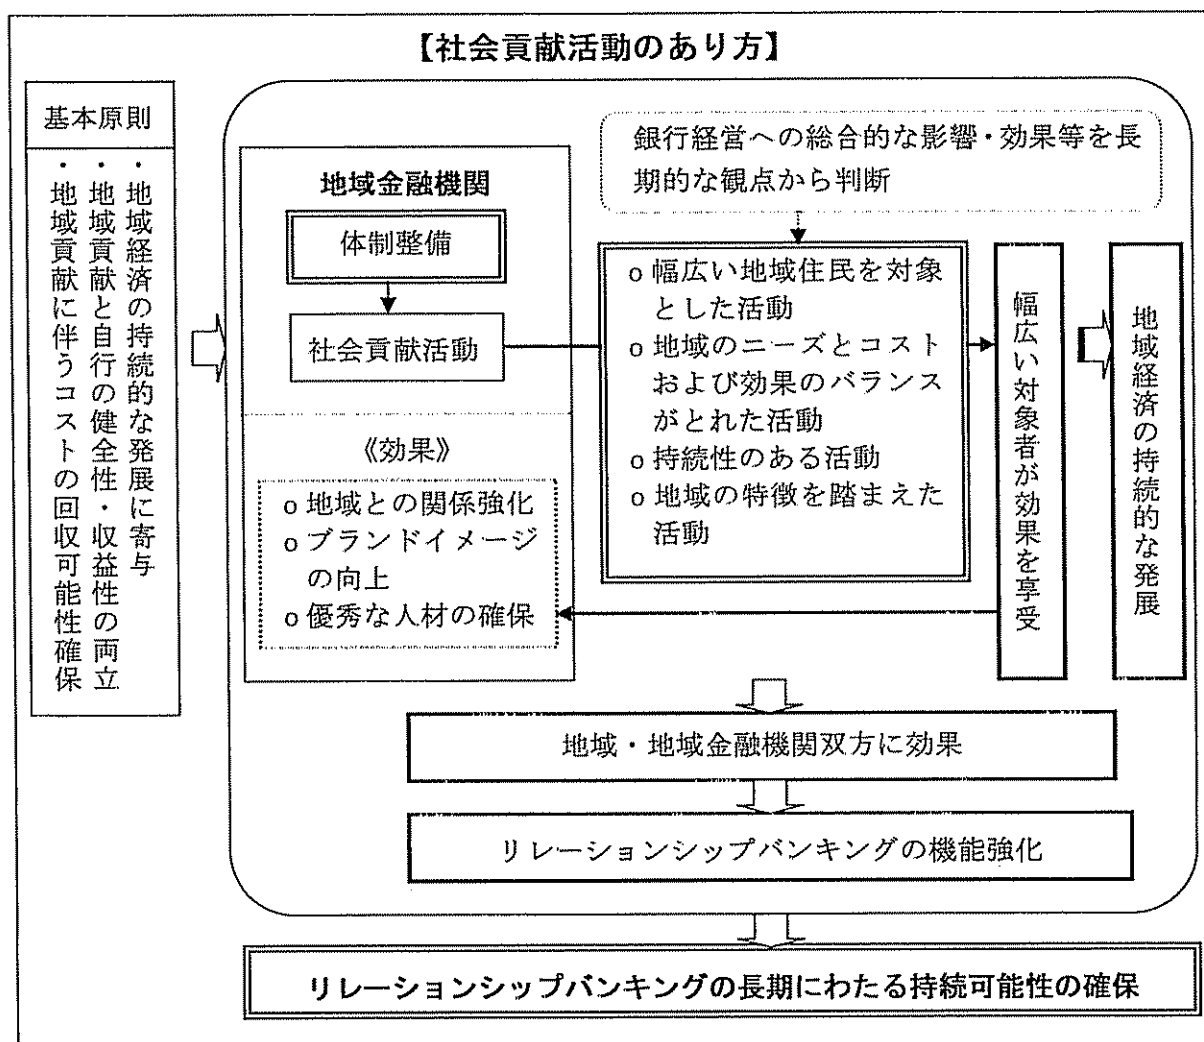 【社会貢献活動のあり方】
基本原則
・地域経済の持続的な発展に寄与
・地域貢献と自行の健全性・収益性の両立
・地域貢献に伴うコストの回収可能性確保
地域金融機関
体制整備
社会貢献活動
《効果》
o 地域との関係強化
o ブランドイメージ
の向上
o 優秀な人材の確保
銀行経営への総合的な影響・効果等を長
期的な観点から判断
o 幅広い地域住民を対象
とした活動
o 地域のニーズとコスト
および効果のバランス
がとれた活動
o 持続性のある活動
o 地域の特徴を踏まえた
活動
幅広い対象者が効果を享受
地域経済の持続的な発展
地域・地域金融機関双方に効果
リレーションシップバンキングの機能強化
リレーションシップバンキングの長期にわたる持続可能性の確保